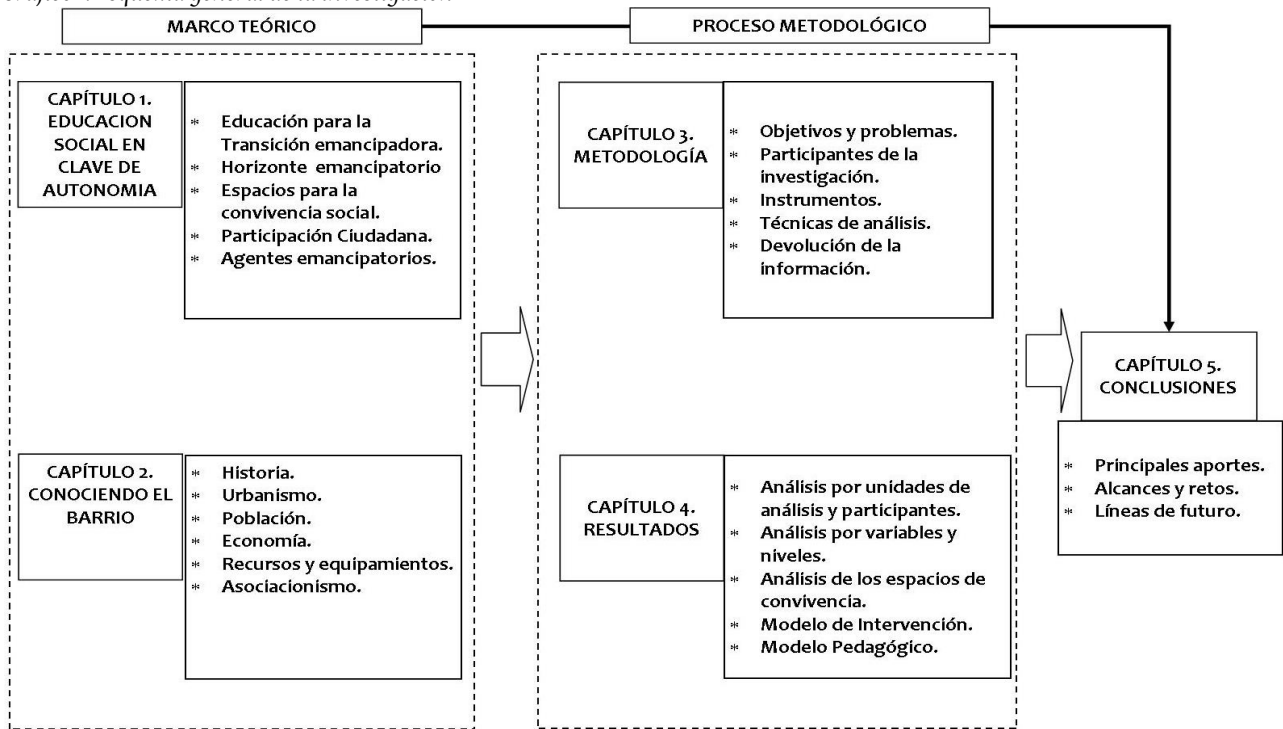 MARCO TEÓRICO
PROCESO METODOLÓGICO
CAPÍTULO 1.
EDUCACION
SOCIAL EN
CLAVE DE
AUTONOMIA
* Educación para la
Transición emancipadora.
* Horizonte emancipatorio
* Espacios para la
convivencia social.
* Participación Ciudadana.
* Agentes emancipatorios.
CAPÍTULO 2.
CONOCIENDO EL
BARRIO
* Historia.
* Urbanismo.
* Población.
* Economía.
* Recursos y equipamientos.
* Asociacionismo.
CAPÍTULO 3.
METODOLOGÍA
* Objetivos y problemas.
* Participantes de la
investigación.
* Instrumentos.
* Técnicas de análisis.
* Devolución de la
información.
CAPÍTULO 4.
RESULTADOS
* Análisis por unidades de
análisis y participantes.
* Análisis por variables y
niveles.
* Análisis de los espacios de
convivencia.
* Modelo de Intervención.
* Modelo Pedagógico.
CAPÍTULO 5.
CONCLUSIONES
* Principales aportes.
* Alcances y retos.
* Líneas de futuro.